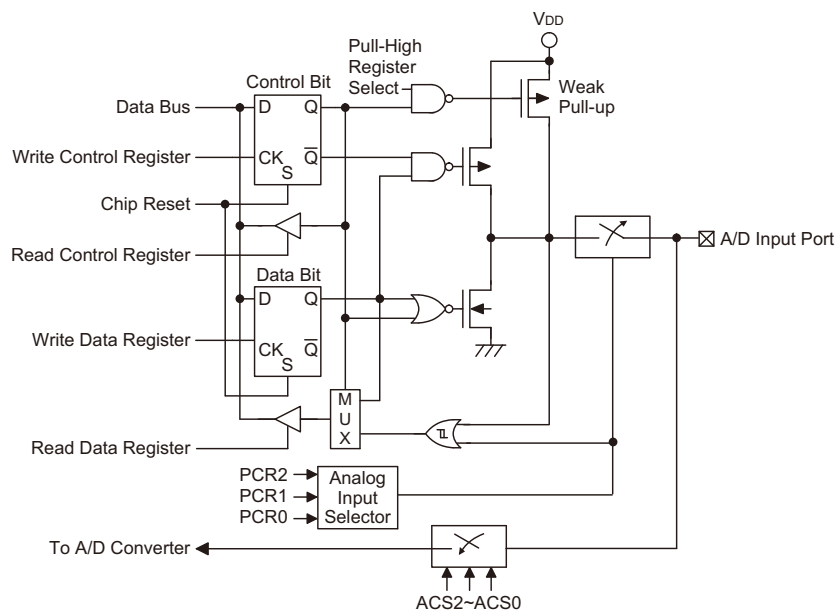 VDD
Pull-High
Register
Select
Weak
Pull-up
Control Bit
Data Bus
D
Q
Write Control Register
CK
Q̅
S
Chip Reset
Read Control Register
A/D Input Port
Data Bit
D
Q
Write Data Register
CK
Q̅
S
M
U
X
Read Data Register
PCR2
PCR1
PCR0
Analog
Input
Selector
To A/D Converter
ACS2~ACS0